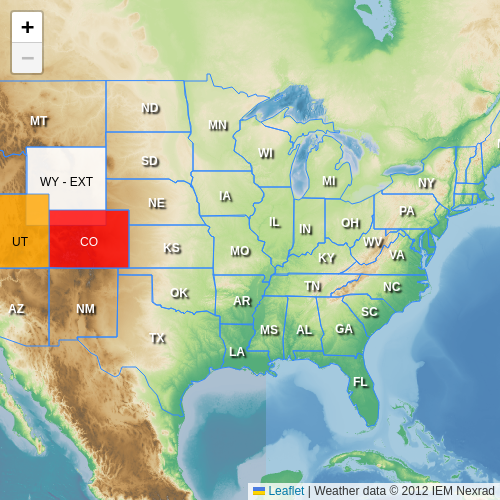 +
−
ND
MT
MN
WI
SD
MI
WY - EXT
NY
IA
NE
PA
IL
OH
IN
UT
CO
WV
KS
MO
VA
KY
TN
NC
OK
AR
AZ
NM
SC
MS
AL
GA
TX
LA
FL
Leaflet | Weather data © 2012 IEM Nexrad